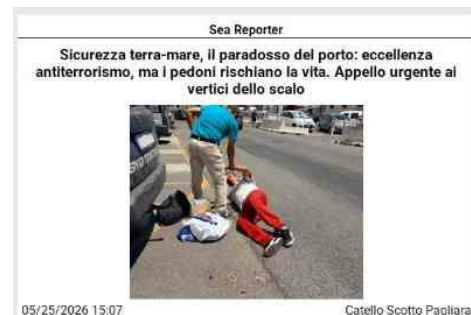 Sea Reporter
Sicurezza terra-mare, il paradosso del porto: eccellenza
antiterrorismo, ma i pedoni rischiano la vita. Appello urgente ai
vertici dello scalo
05/25/2026 15:07
Catello Scotto Pagliara